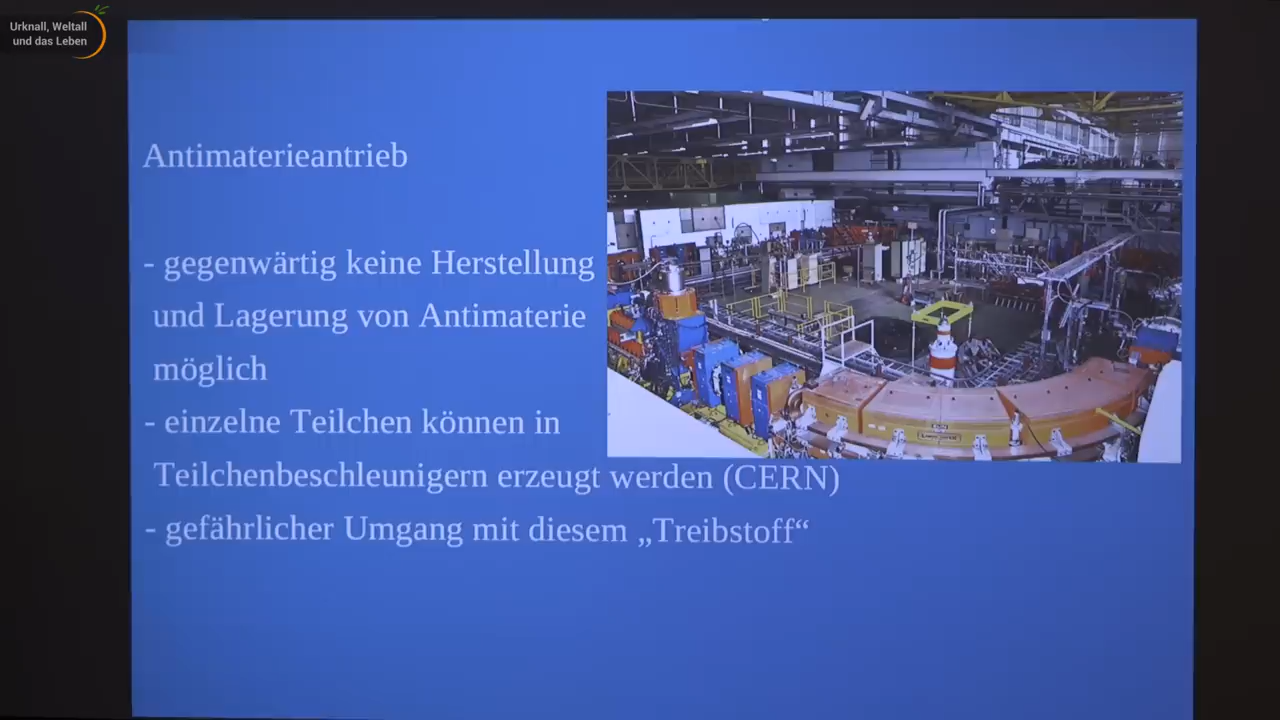 Urknall, Weltall
und das Leben
Antimaterieantrieb
- gegenwärtig keine Herstellung
und Lagerung von Antimaterie
möglich
- einzelne Teilchen können in
Teilchenbeschleunigern erzeugt werden (CERN)
- gefährlicher Umgang mit diesem „Treibstoff“